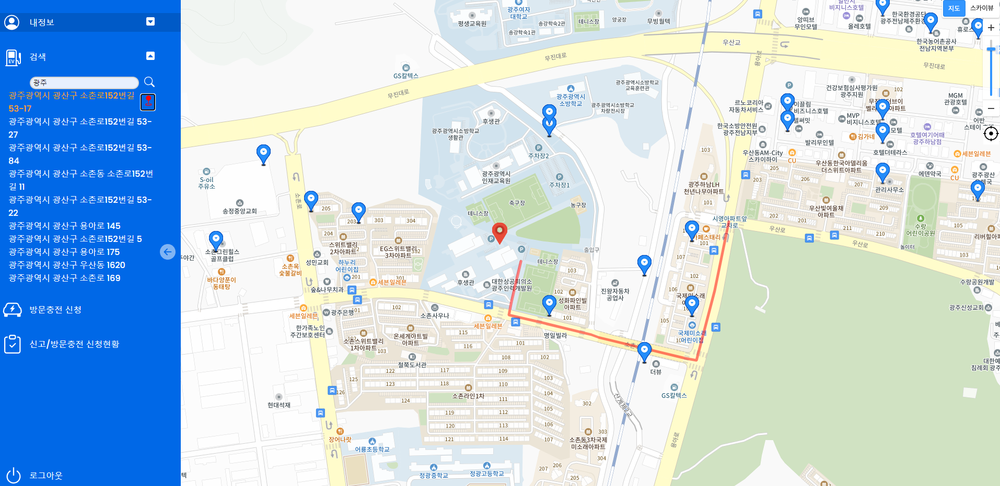 내정보
검색
EV
광주
광주광역시 광산구 소촌로152번길
53-17
광주광역시 광산구 소촌로152번길 53-
27
광주광역시 광산구 소촌로152번길 53-
84
광주광역시 광산구 소촌동 소촌로152번
길 11
광주광역시 광산구 소촌로152번길 53-
22
광주광역시 광산구 용아로 145
광주광역시 광산구 소촌로152번길 5
광주광역시 광산구 용아로 175
광주광역시 광산구 우산동 1620
광주광역시 광산구 소촌로 169
방문충전 신청
신고/방문충전 신청현황
로그아웃
지도
스카이뷰
평생교육원
광주여자
대학교
송강학숙2관
송강학숙1관
테니스장
양궁장
무빙월텍
앙띠브
무인모텔
비지니스호텔
올레호텔
한국환경공단
광주전남제주환경
한국농어촌공사
전남지역본부
휴로스
우산교
무진대로
무진대로
무진대로
용아로
GS칼텍스
광주광역시
소방학교
광주광역시소방학교
교육훈련관
광주광역시소방학교
차량전시장
후생관
광주광역시소방학교
생활관
주차장2
주차장1
광주광역시
인재교육원
축구장
농구장
테니스장
르노코리아
자동차서비스
이끌림
비즈니스호텔
텔써밋
한국소방안전원
광주전남지부
건강보험심사평가원
광주지원
102
MVP
비지니스호텔
MGM
관광호텔
어반
발리무인텔
김가네
모텔
호텔여기어때
광주하남점
호텔더테라스
세븐일레븐
우산동AM-City
스카이하이
CU
우산동한국아델리움
더스위트아파트
에덴약국
CU
광주광산
관리사무소
103
광주하남LH
천년나무아파트
101
205
203
206
207
202
201
209
211
210
우산빛여울채
아파트
수랑
어린이공원
놀이터
105
리버힐아파
103
시영아파트앞
교차로
우산로
우산로
수랑공원개발
광주신성교회
S-oil
주유소
송정중앙교회
소촌로
소촌그린힐스
골프클럽
바다양푼이
동태탕
소촌옥
숯불갈비
성민교회
205
204
203
스위트밸리
2차아파트
303
304
EG스위트밸리
3차아파트
301
하누리
어린이집
201
세븐일레븐
숲&나무치과
광주은행
세븐일레븐
한가족노인
주간보호센터
후생관
대한상공회의소
광주인력개발원
테니스장
출입구
103
102
성화파인빌
아파트
101
진왕자동차
공업사
카페스태리
101
102
106
국제미소래
105
국제미소래
어린이집
102
소촌사우나
세븐일레븐
명일빌라
온세계아트빌
아파트
소촌스위트밸리
1차아파트
103
철쭉도서관
115
116
101
108
102
122
117
109
125
123
118
110
126
124
소촌라인1차
111
119
112
120
113
121
114
103
104
105
106
107
302
303
소촌동3차국제
미소래아파트
304
206
207
205
더뷰
GS칼텍스
산계제2교
용아로
현대석재
장어나랏
어룡초등학교
정광중학교
정광고등학교
대한예
침례회 광주